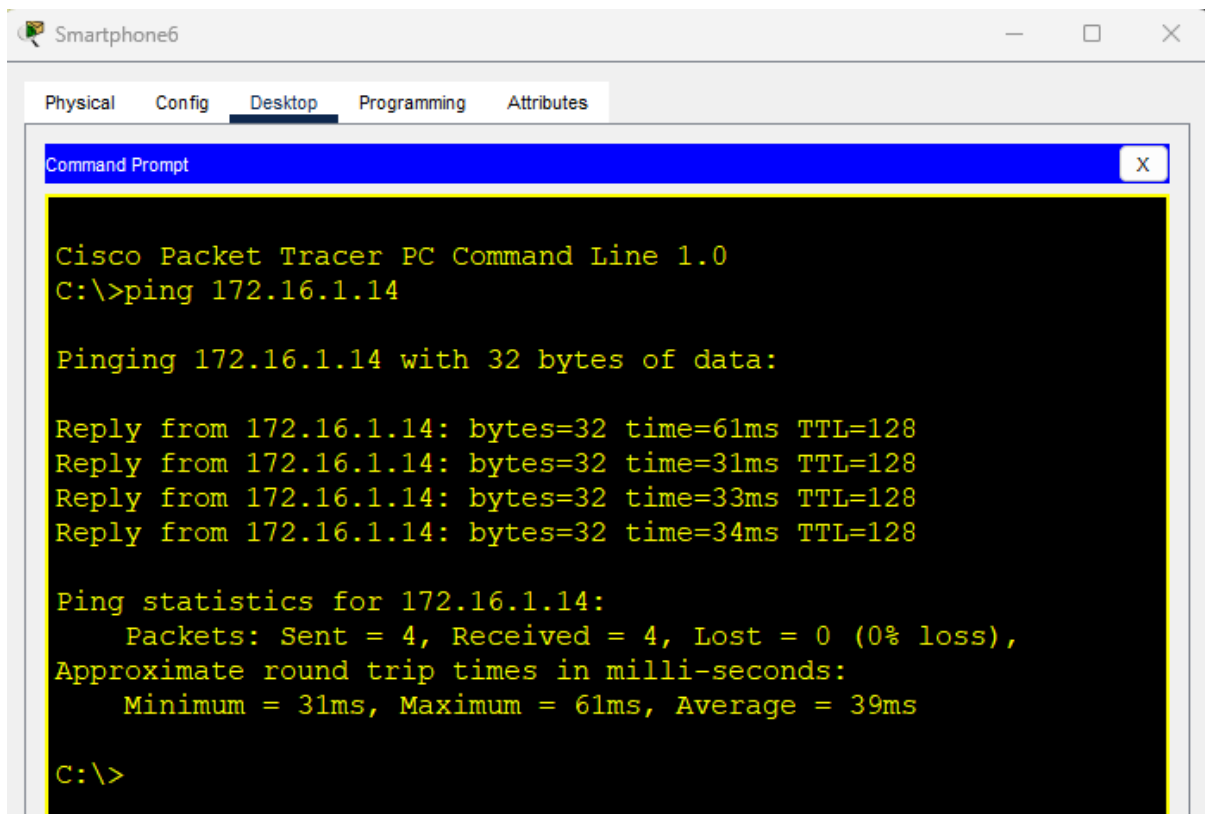 Smartphone6
Physical Config Desktop Programming Attributes
Command Prompt
X
Cisco Packet Tracer PC Command Line 1.0
C:\>ping 172.16.1.14
Pinging 172.16.1.14 with 32 bytes of data:
Reply from 172.16.1.14: bytes=32 time=61ms TTL=128
Reply from 172.16.1.14: bytes=32 time=31ms TTL=128
Reply from 172.16.1.14: bytes=32 time=33ms TTL=128
Reply from 172.16.1.14: bytes=32 time=34ms TTL=128
Ping statistics for 172.16.1.14:
Packets: Sent = 4, Received = 4, Lost = 0 (0% loss),
Approximate round trip times in milli-seconds:
Minimum = 31ms, Maximum = 61ms, Average = 39ms
C:\>